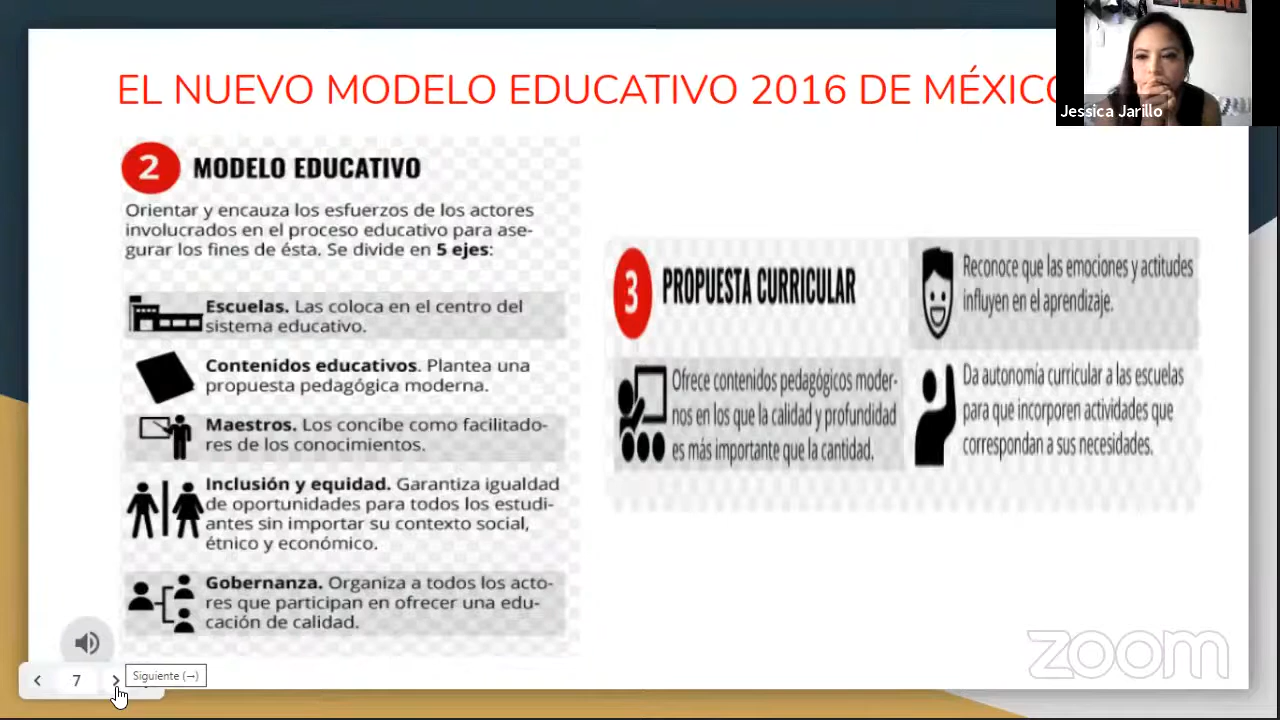 EL NUEVO MODELO EDUCATIVO 2016 DE MÉXICO
Jessica Jarillo
2 MODELO EDUCATIVO
Orientar y encauza los esfuerzos de los actores
involucrados en el proceso educativo para ase-
gurar los fines de ésta. Se divide en 5 ejes:
Escuelas. Las coloca en el centro del
sistema educativo.
Contenidos educativos. Plantea una
propuesta pedagógica moderna.
Maestros. Los concibe como facilitado-
res de los conocimientos.
Inclusión y equidad. Garantiza igualdad
de oportunidades para todos los estudi-
antes sin importar su contexto social,
étnico y económico.
Gobernanza. Organiza a todos los acto-
res que participan en ofrecer una edu-
cación de calidad.
3 PROPUESTA CURRICULAR
Ofrece contenidos pedagógicos moder-
nos en los que la calidad y profundidad
es más importante que la cantidad.
Reconoce que las emociones y actitudes
influyen en el aprendizaje.
Da autonomía curricular a las escuelas
para que incorporen actividades que
correspondan a sus necesidades.
7
Siguiente (→)
zoom